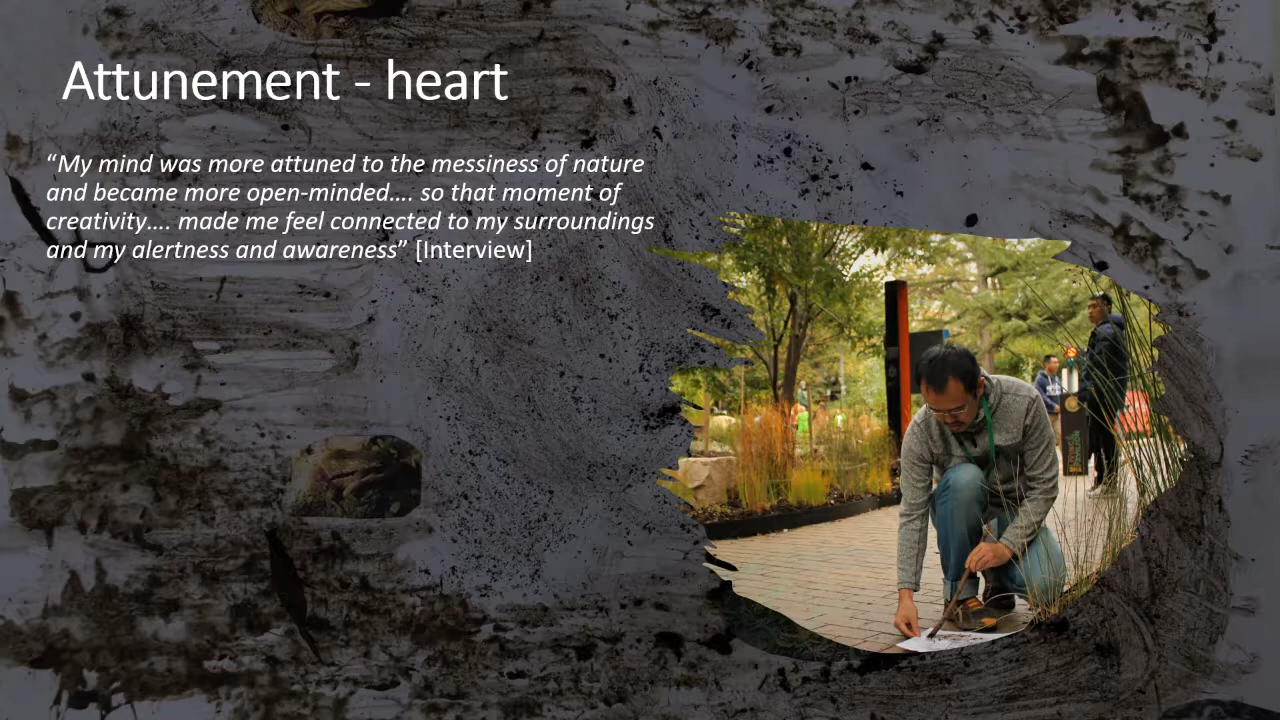 Attunement - heart
“My mind was more attuned to the messiness of nature
and became more open-minded…. so that moment of
creativity…. made me feel connected to my surroundings
and my alertness and awareness” [Interview]